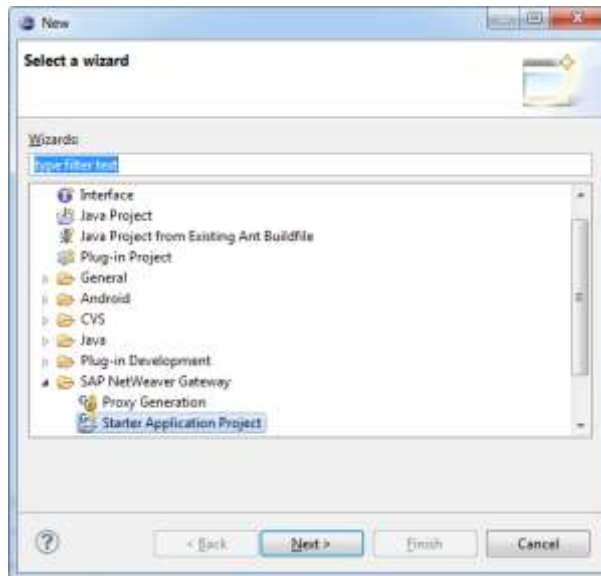 New
Select a wizard
Wizards:
type filter text
Interface
Java Project
Java Project from Existing Ant Buildfile
Plug-in Project
General
Android
CVS
Java
Plug-in Development
SAP NetWeaver Gateway
Proxy Generation
Starter Application Project
< Back Next > Finish Cancel